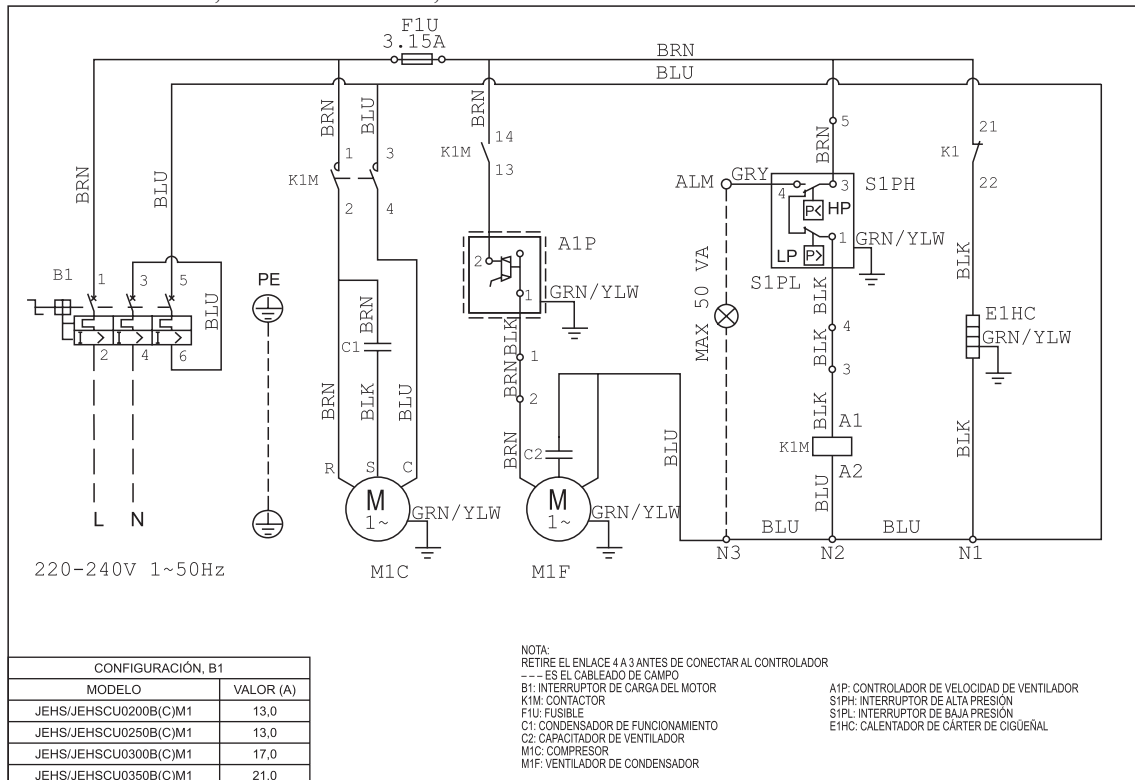 F1U
3.15A
BRN
BLU
BRN
BLU
BRN
BLU
BRN
14
K1M
13
1 3
K1M
2 4
5
BRN
21
K1
22
ALM
GRY
4
3
S1PH
P< HP
LP P>
1
GRN/YLW
S1PL
A1P
2
1
GRN/YLW
B1
1 3 5
I > I > I >
2 4 6
BLU
PE
BRN
C1
BRN
BLK
BLU
BLK
1
BRN
2
BRN
C2
BLU
MAX 50 VA
BLK
4
BLK
3
BLK
A1
K1M
A2
BLU
BLK
E1HC
GRN/YLW
BLK
R S C
M
1~
GRN/YLW
M
1~
GRN/YLW
L N
BLU
BLU
N3 N2 N1
220-240V 1~50Hz
M1C
M1F
CONFIGURACIÓN, B1
MODELO VALOR (A)
JEHS/JEHSCU0200B(C)M1 13,0
JEHS/JEHSCU0250B(C)M1 13,0
JEHS/JEHSCU0300B(C)M1 17,0
JEHS/JEHSCU0350B(C)M1 21,0
NOTA:
RETIRE EL ENLACE 4 A 3 ANTES DE CONECTAR AL CONTROLADOR
--- ES EL CABLEADO DE CAMPO
B1: INTERRUPTOR DE CARGA DEL MOTOR
K1M: CONTACTOR
F1U: FUSIBLE
C1: CONDENSADOR DE FUNCIONAMIENTO
C2: CAPACITADOR DE VENTILADOR
M1C: COMPRESOR
M1F: VENTILADOR DE CONDENSADOR
A1P: CONTROLADOR DE VELOCIDAD DE VENTILADOR
S1PH: INTERRUPTOR DE ALTA PRESIÓN
S1PL: INTERRUPTOR DE BAJA PRESIÓN
E1HC: CALENTADOR DE CÁRTER DE CIGÜEÑAL